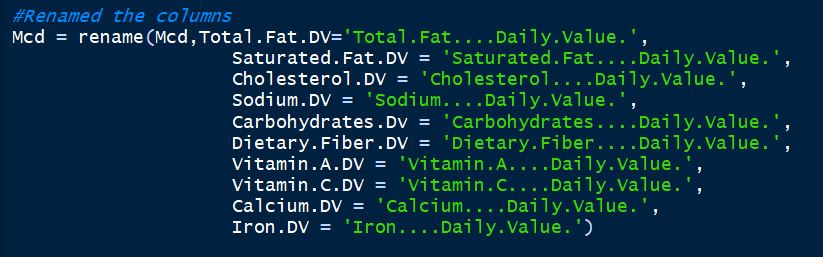 #Renamed the columns
Mcd = rename(Mcd,Total.Fat.DV='Total.Fat....Daily.Value.',
Saturated.Fat.DV = 'Saturated.Fat....Daily.Value.',
Cholesterol.DV = 'Cholesterol....Daily.Value.',
Sodium.DV = 'Sodium....Daily.Value.',
Carbohydrates.Dv = 'Carbohydrates....Daily.Value.',
Dietary.Fiber.DV = 'Dietary.Fiber....Daily.Value.',
Vitamin.A.DV = 'Vitamin.A....Daily.Value.',
Vitamin.C.DV = 'Vitamin.C....Daily.Value.',
Calcium.DV = 'Calcium....Daily.Value.',
Iron.DV = 'Iron....Daily.Value.')